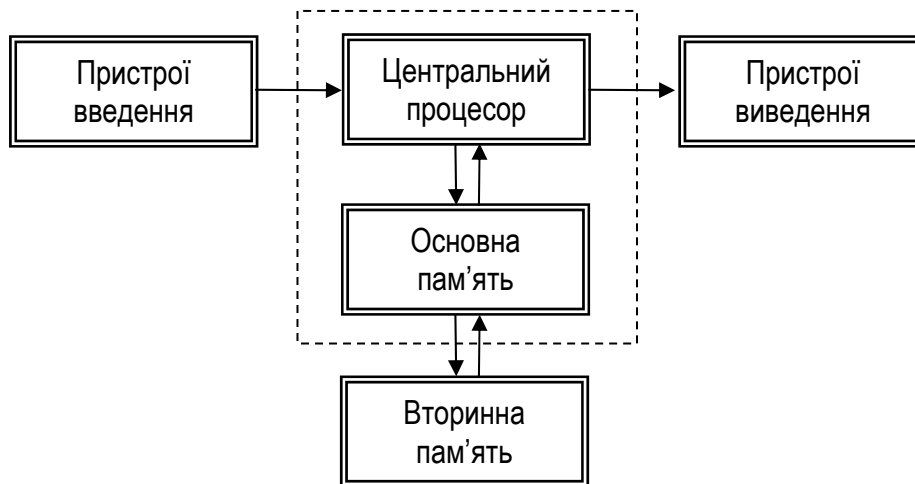 Пристрої
введення
Центральний
процесор
Пристрої
виведення
Основна
пам’ять
Вторинна
пам’ять